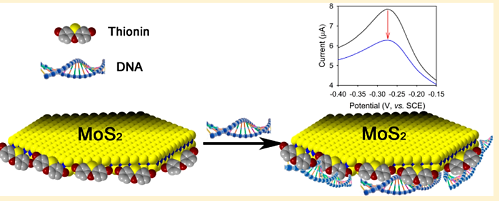 Thionin
DNA
MoS2
MoS2
Current (μA)
8
7
6
5
4
-0.40 -0.35 -0.30 -0.25 -0.20 -0.15
Potential (V, vs. SCE)